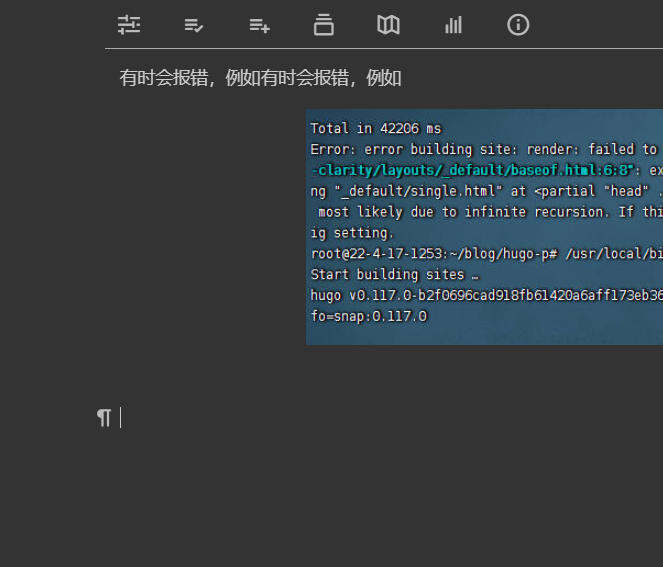 有时会报错，例如有时会报错，例如
Total in 42206 ms
Error: error building site: render: failed to
-clarity/layouts/_default/baseof.html:6:8": ex
ng "_default/single.html" at <partial "head" .
most likely due to infinite recursion. If thi
ig setting.
root@22-4-17-1253:~/blog/hugo-p# /usr/local/bi
Start building sites …
hugo v0.117.0-b2f0696cad918fb61420a6aff173eb36
fo=snap:0.117.0